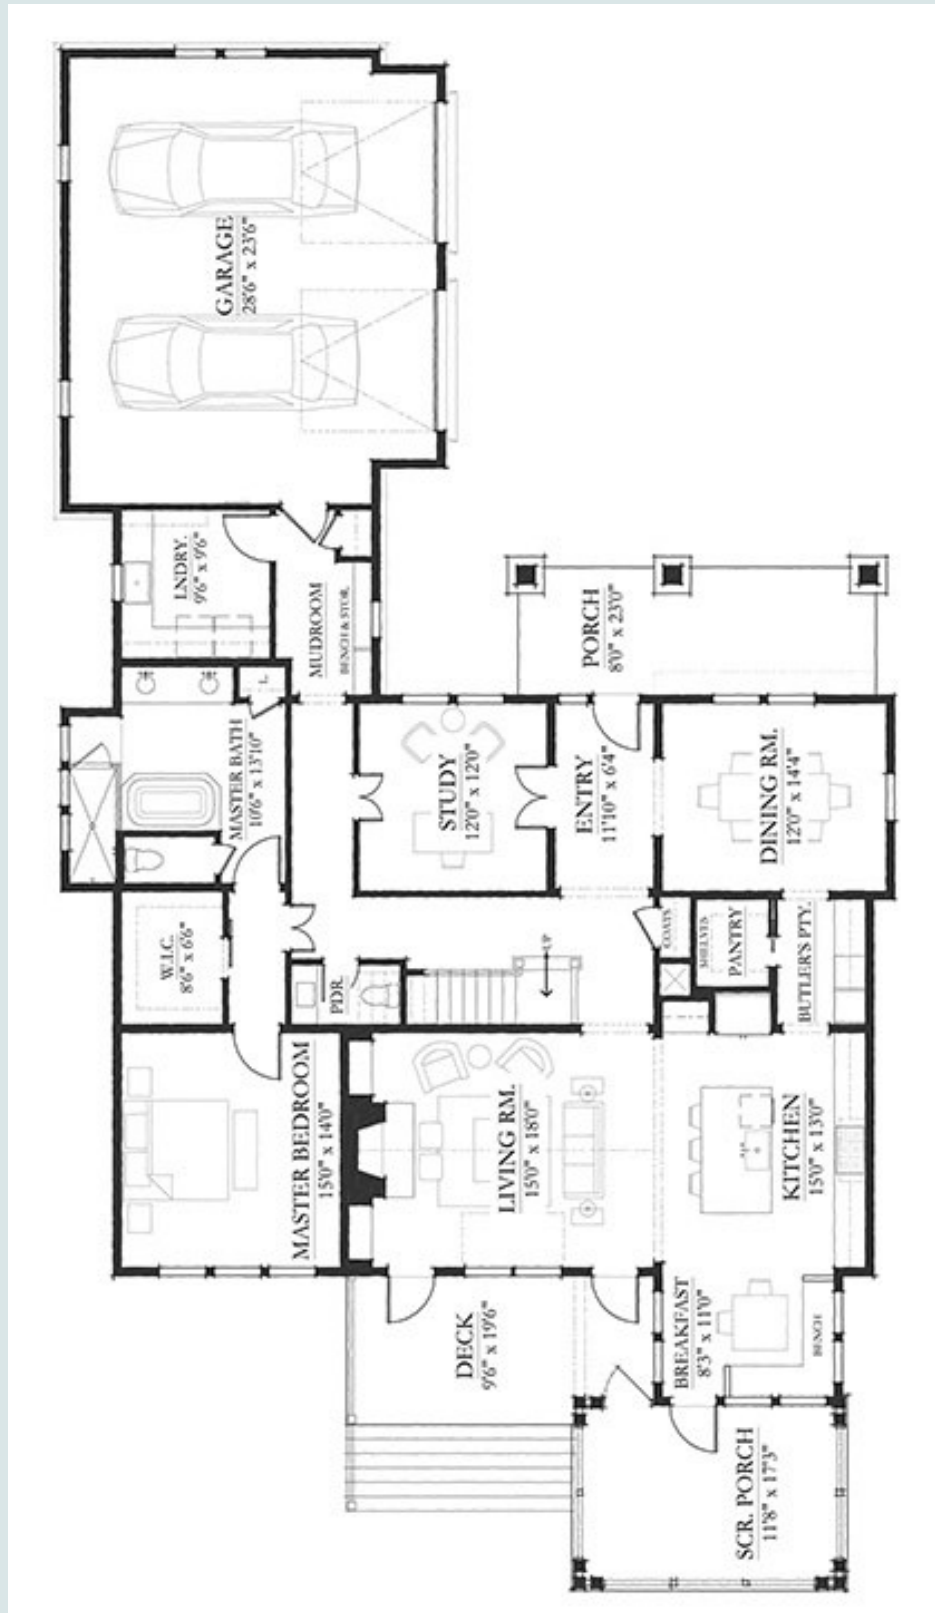 GARAGE
28'6" x 23'6"
LNDRY.
9'6" x 9'6"
MUDROOM
BENCH & STOR.
PORCH
8'0" x 23'0"
L.
MASTER BATH
10'6" x 13'10"
STUDY
12'0" x 12'0"
ENTRY
11'10" x 6'4"
DINING RM.
12'0" x 14'4"
W.I.C.
8'6" x 6'6"
PDR.
UP
COATS
SHELVES
PANTRY
BUTLER'S PTY.
MASTER BEDROOM
15'0" x 14'0"
LIVING RM.
15'0" x 18'0"
KITCHEN
15'0" x 13'0"
DECK
9'6" x 19'6"
BREAKFAST
8'3" x 11'0"
BENCH
SCR. PORCH
11'8" x 17'3"